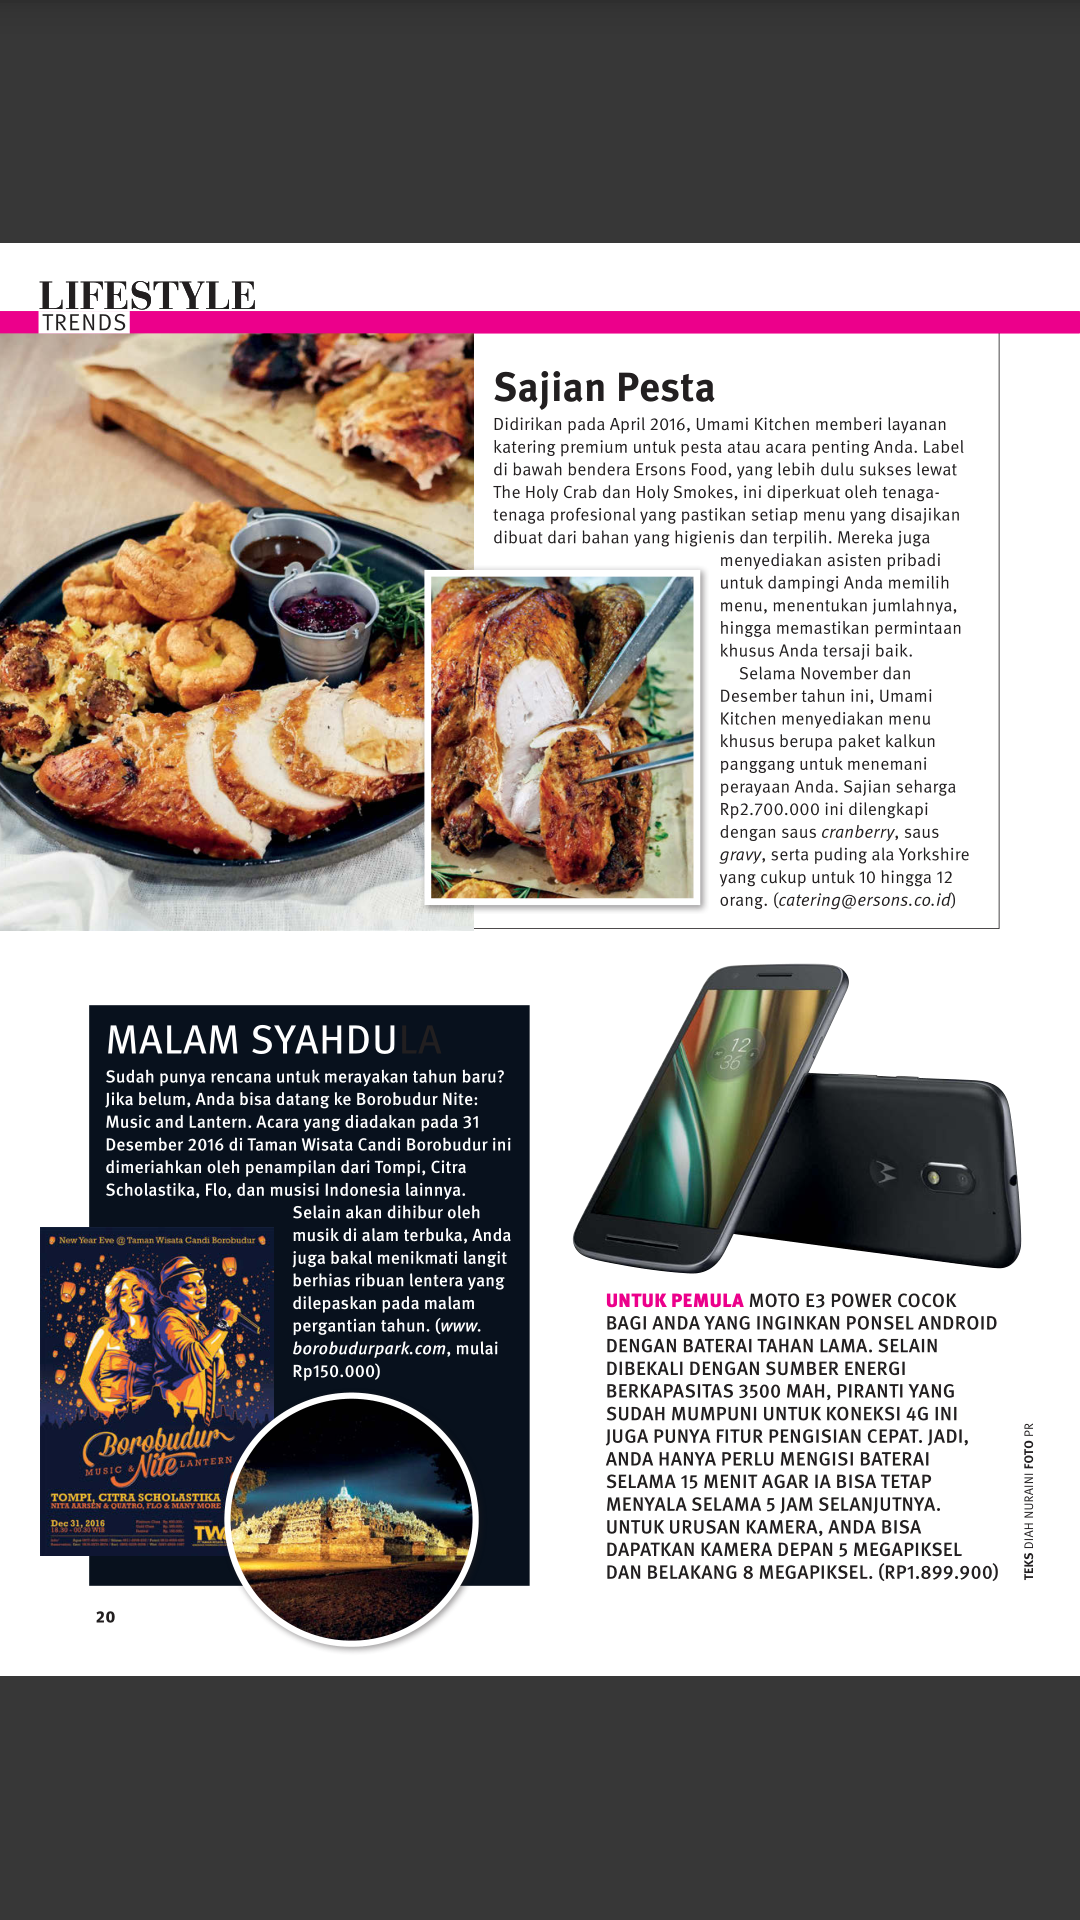 LIFESTYLE
TRENDS
Sajian Pesta
Didirikan pada April 2016, Umami Kitchen memberi layanan
katering premium untuk pesta atau acara penting Anda. Label
di bawah bendera Ersons Food, yang lebih dulu sukses lewat
The Holy Crab dan Holy Smokes, ini diperkuat oleh tenaga-
tenaga profesional yang pastikan setiap menu yang disajikan
dibuat dari bahan yang higienis dan terpilih. Mereka juga
menyediakan asisten pribadi
untuk dampingi Anda memilih
menu, menentukan jumlahnya,
hingga memastikan permintaan
khusus Anda tersaji baik.
Selama November dan
Desember tahun ini, Umami
Kitchen menyediakan menu
khusus berupa paket kalkun
panggang untuk menemani
perayaan Anda. Sajian seharga
Rp2.700.000 ini dilengkapi
dengan saus cranberry, saus
gravy, serta puding ala Yorkshire
yang cukup untuk 10 hingga 12
orang. (catering@ersons.co.id)
MALAM SYAHDULA
Sudah punya rencana untuk merayakan tahun baru?
Jika belum, Anda bisa datang ke Borobudur Nite:
Music and Lantern. Acara yang diadakan pada 31
Desember 2016 di Taman Wisata Candi Borobudur ini
dimeriahkan oleh penampilan dari Tompi, Citra
Scholastika, Flo, dan musisi Indonesia lainnya.
Selain akan dihibur oleh
musik di alam terbuka, Anda
juga bakal menikmati langit
berhias ribuan lentera yang
dilepaskan pada malam
pergantian tahun. (www.
borobudurpark.com, mulai
Rp150.000)
New Year Eve @ Taman Wisata Candi Borobudur
Borobudur
MUSIC & Nite LANTERN
TOMPI, CITRA SCHOLASTIKA
NITA AARSEN & QUATRO, FLO & MANY MORE
Dec 31, 2016
18.30 - 00.30 WIB
TW
12
36
UNTUK PEMULA MOTO E3 POWER COCOK
BAGI ANDA YANG INGINKAN PONSEL ANDROID
DENGAN BATERAI TAHAN LAMA. SELAIN
DIBEKALI DENGAN SUMBER ENERGI
BERKAPASITAS 3500 MAH, PIRANTI YANG
SUDAH MUMPUNI UNTUK KONEKSI 4G INI
JUGA PUNYA FITUR PENGISIAN CEPAT. JADI,
ANDA HANYA PERLU MENGISI BATERAI
SELAMA 15 MENIT AGAR IA BISA TETAP
MENYALA SELAMA 5 JAM SELANJUTNYA.
UNTUK URUSAN KAMERA, ANDA BISA
DAPATKAN KAMERA DEPAN 5 MEGAPIKSEL
DAN BELAKANG 8 MEGAPIKSEL. (RP1.899.900)
TEKS DIAH NURAINI FOTO PR
20